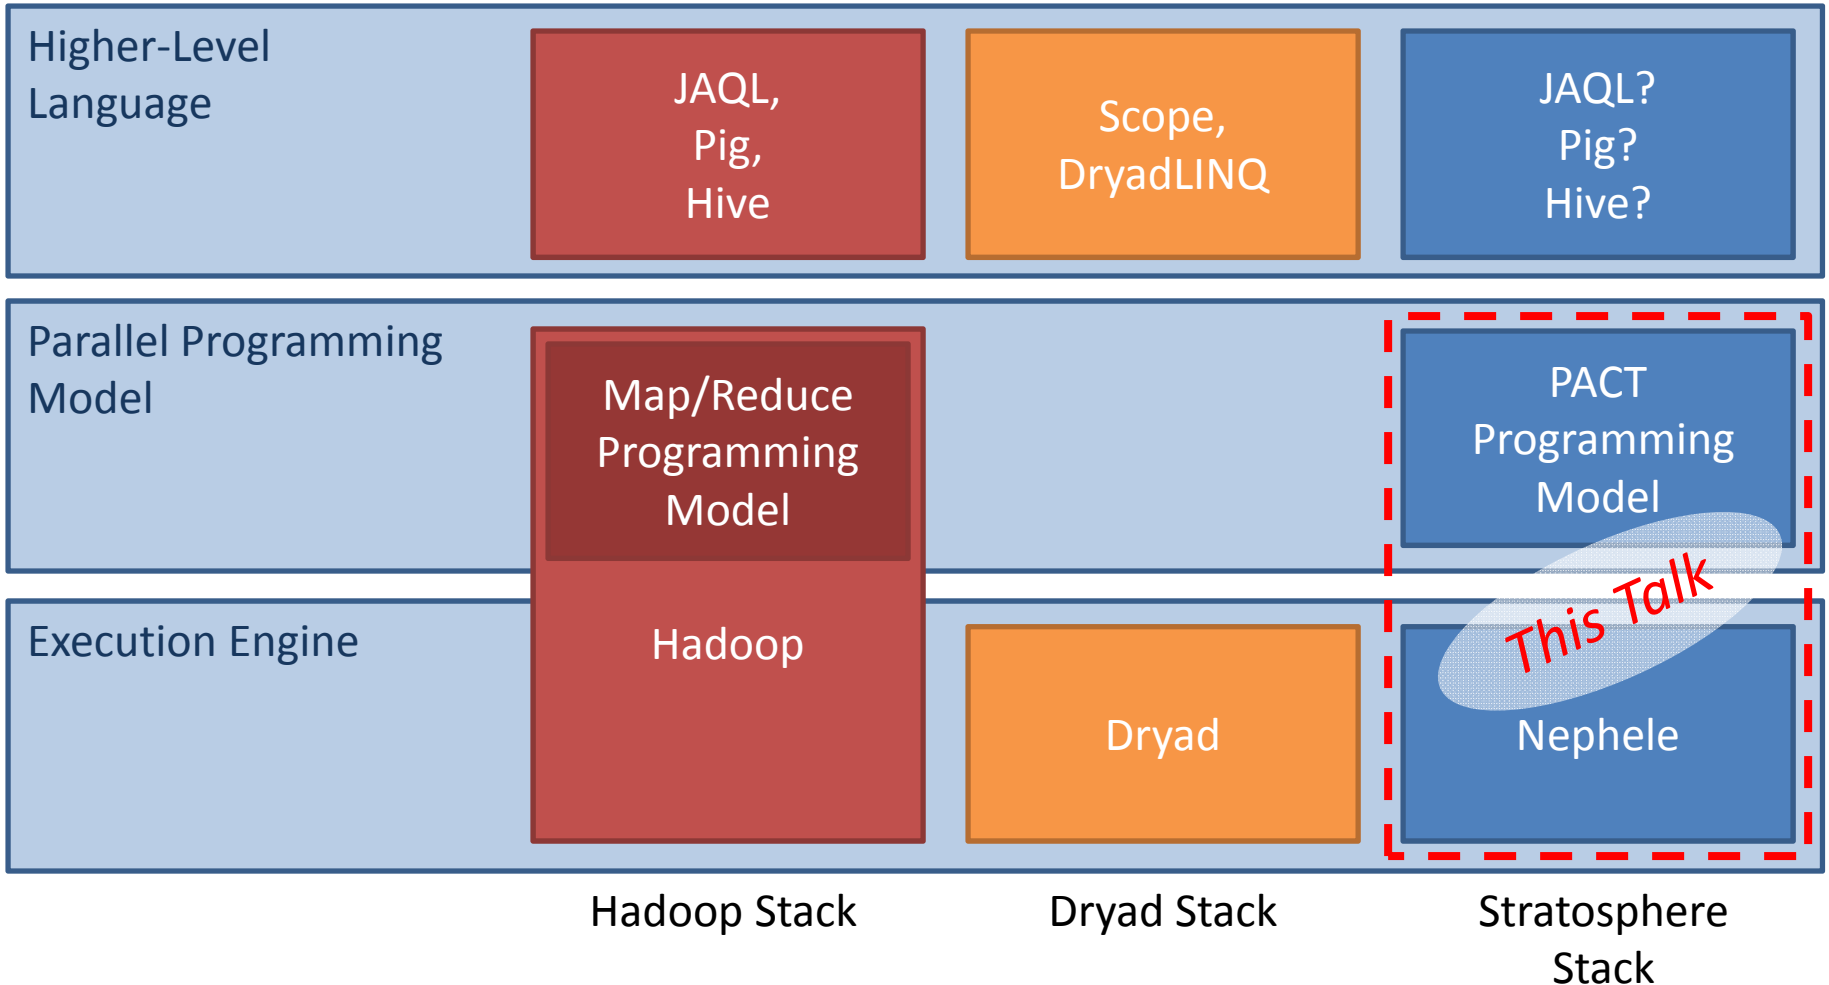 Higher-Level
Language
JAQL,
Pig,
Hive
Scope,
DryadLINQ
JAQL?
Pig?
Hive?
Parallel Programming
Model
Map/Reduce
Programming
Model
PACT
Programming
Model
This Talk
Execution Engine
Hadoop
Dryad
Nephele
Hadoop Stack
Dryad Stack
Stratosphere
Stack